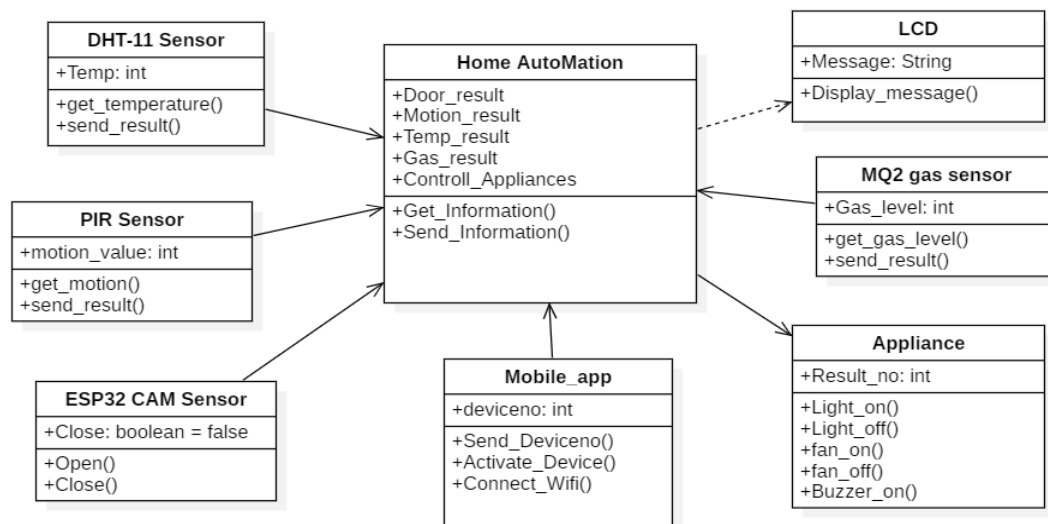 DHT-11 Sensor
+Temp: int
+get_temperature()
+send_result()
Home AutoMation
+Door_result
+Motion_result
+Temp_result
+Gas_result
+Controll_Appliances
+Get_Information()
+Send_Information()
LCD
+Message: String
+Display_message()
MQ2 gas sensor
+Gas_level: int
+get_gas_level()
+send_result()
PIR Sensor
+motion_value: int
+get_motion()
+send_result()
ESP32 CAM Sensor
+Close: boolean = false
+Open()
+Close()
Mobile_app
+deviceno: int
+Send_Deviceno()
+Activate_Device()
+Connect_Wifi()
Appliance
+Result_no: int
+Light_on()
+Light_off()
+fan_on()
+fan_off()
+Buzzer_on()